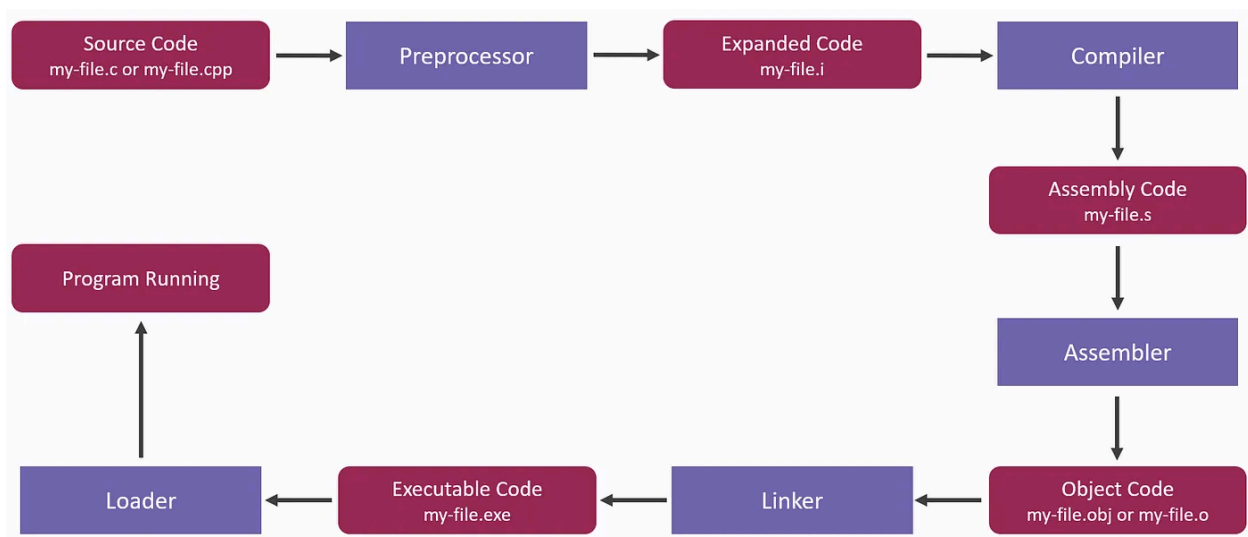 Source Code
my-file.c or my-file.cpp
Preprocessor
Expanded Code
my-file.i
Compiler
Assembly Code
my-file.s
Assembler
Object Code
my-file.obj or my-file.o
Linker
Executable Code
my-file.exe
Loader
Program Running